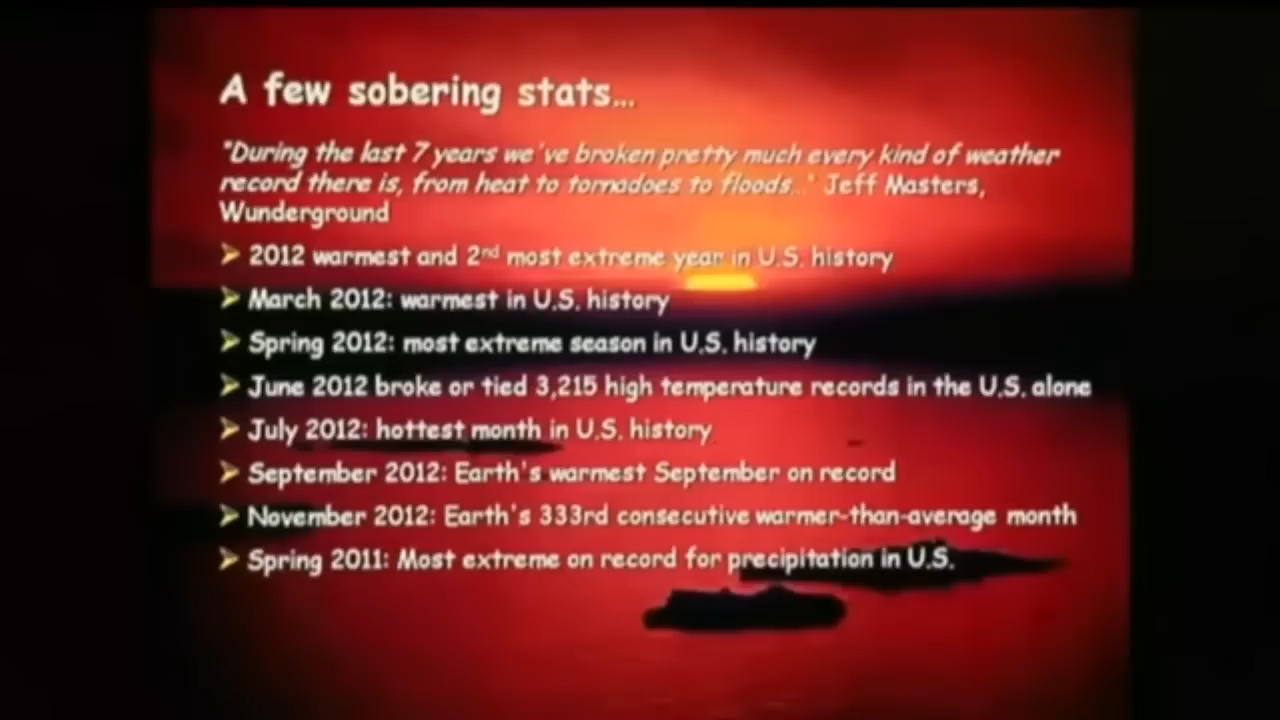 A few sobering stats...
"During the last 7 years we've broken pretty much every kind of weather
record there is, from heat to tornadoes to floods..." Jeff Masters,
Wunderground
➤ 2012 warmest and 2nd most extreme year in U.S. history
➤ March 2012: warmest in U.S. history
➤ Spring 2012: most extreme season in U.S. history
➤ June 2012 broke or tied 3,215 high temperature records in the U.S. alone
➤ July 2012: hottest month in U.S. history
➤ September 2012: Earth's warmest September on record
➤ November 2012: Earth's 333rd consecutive warmer-than-average month
➤ Spring 2011: Most extreme on record for precipitation in U.S.